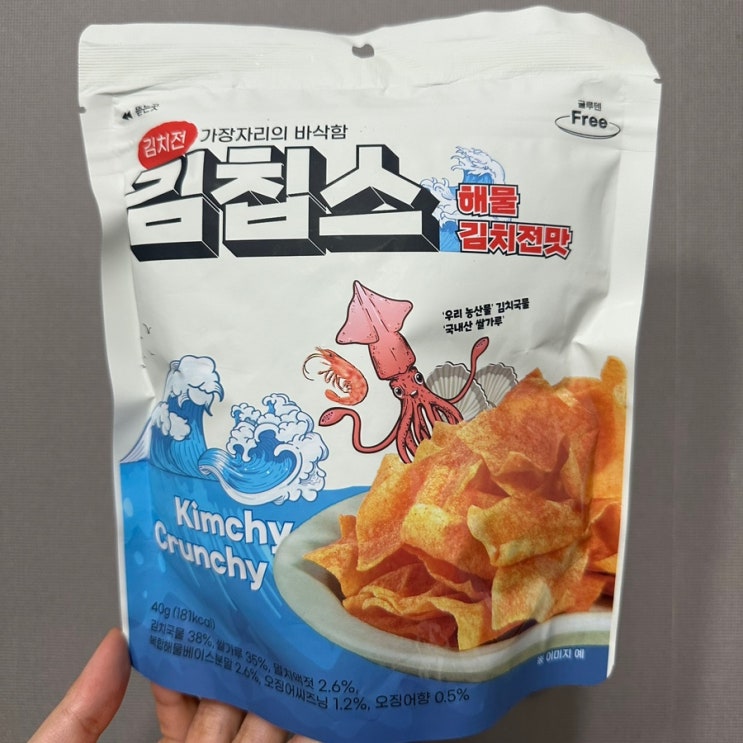 ◀◀ 뜯는곳
글루텐
Free
김치전
가장자리의 바삭함
김칩스
해물
김치전맛
'우리 농산물' 김치국물
'국내산 쌀가루'
Kimchy
Crunchy
40g (181kcal)
김치국물 38%, 쌀가루 35%, 멸치액젓 2.6%,
복합해물베이스분말 2.6%, 오징어씨즈닝 1.2%, 오징어향 0.5%
이미지 예